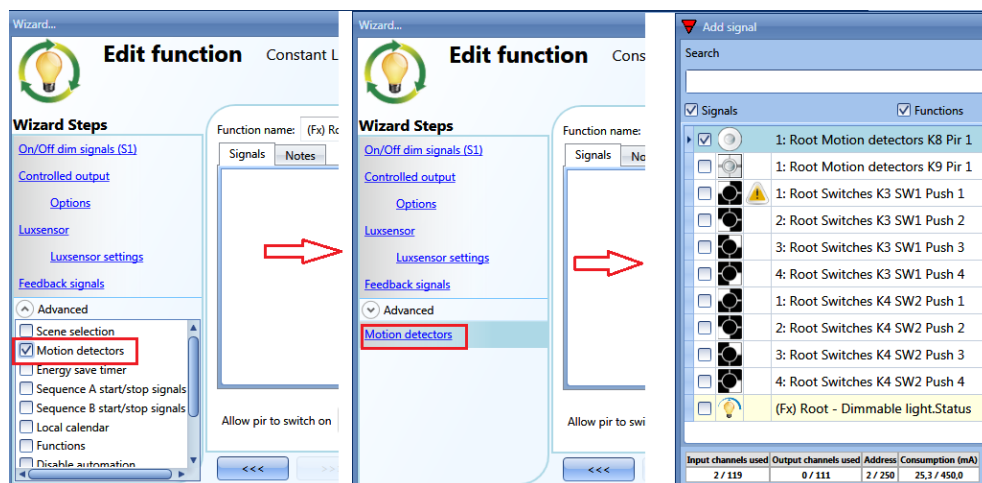 Wizard...
Edit function Constant L
Wizard Steps
On/Off dim signals (S1)
Controlled output
Options
Luxsensor
Luxsensor settings
Feedback signals
Advanced
Scene selection
Motion detectors
Energy save timer
Sequence A start/stop signals
Sequence B start/stop signals
Local calendar
Functions
Disable automation
Function name: (Fx) Ro
Signals Notes
Allow pir to switch on
<<< >>>
Wizard...
Edit funct Cons
Wizard Steps
On/Off dim signals (S1)
Controlled output
Options
Luxsensor
Luxsensor settings
Feedback signals
Advanced
Motion detectors
Function name:
Signals No
Allow pir to swi
<<<
Add signal
Search
Signals Functions
1: Root Motion detectors K8 Pir 1
1: Root Motion detectors K9 Pir 1
1: Root Switches K3 SW1 Push 1
2: Root Switches K3 SW1 Push 2
3: Root Switches K3 SW1 Push 3
4: Root Switches K3 SW1 Push 4
1: Root Switches K4 SW2 Push 1
2: Root Switches K4 SW2 Push 2
3: Root Switches K4 SW2 Push 3
4: Root Switches K4 SW2 Push 4
(Fx) Root - Dimmable light.Status
Input channels used Output channels used Address Consumption (mA)
2 / 119 0 / 111 2 / 250 25,3 / 450,0